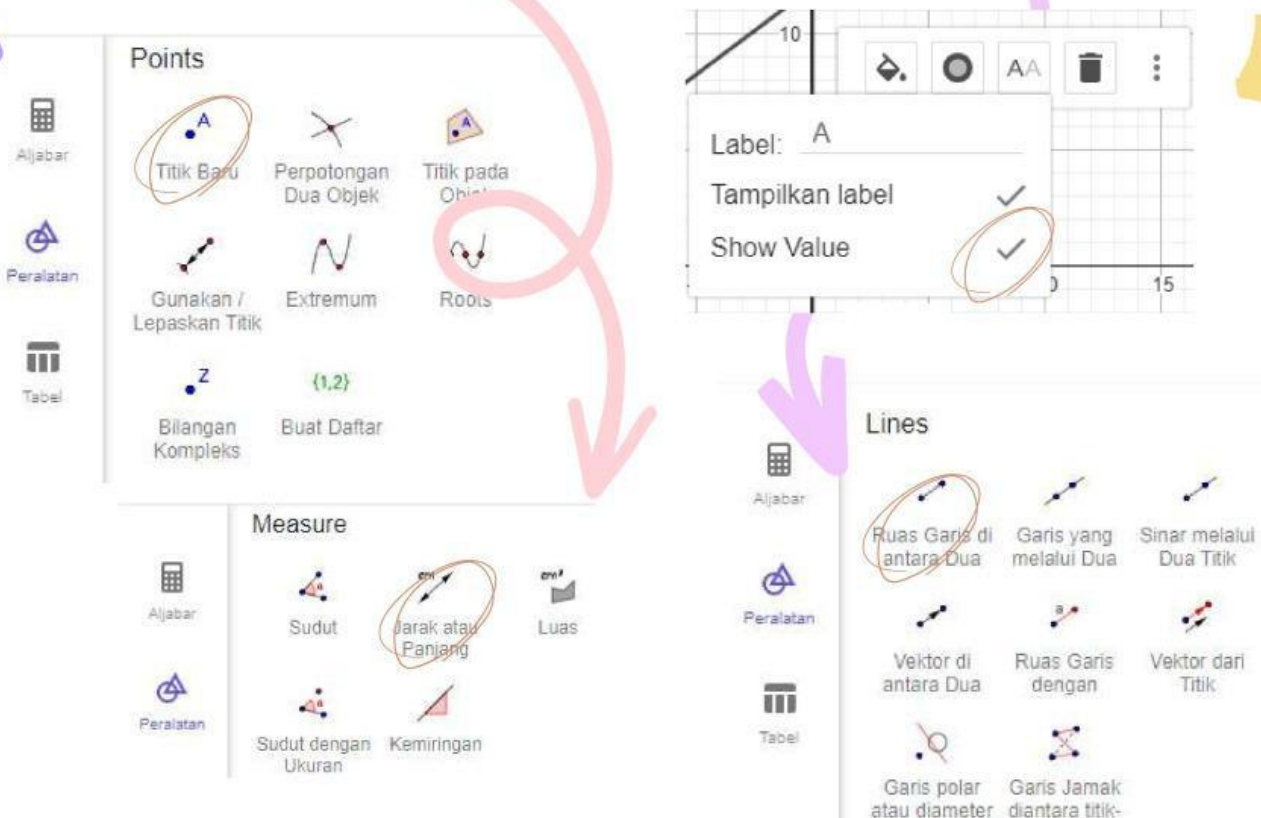 Points
Aljabar
Peralatan
Tabel
A
Titik Baru
Perpotongan
Dua Objek
A
Titik pada
Gunakan /
Lepaskan Titik
Extremum
Roots
Z
Bilangan
Kompleks
{1,2}
Buat Daftar
10
AA
Label: A
Tampilkan label
Show Value
15
Measure
Aljabar
Peralatan
a
Sudut
cm
Jarak atau
Panjang
cm²
Luas
a
Sudut dengan
Ukuran
Kemiringan
Lines
Aljabar
Peralatan
Tabel
Ruas Garis di
antara Dua
Garis yang
melalui Dua
Sinar melalui
Dua Titik
Vektor di
antara Dua
a
Ruas Garis
dengan
Vektor dari
Titik
Garis polar
atau diameter
Garis Jamak
diantara titik-